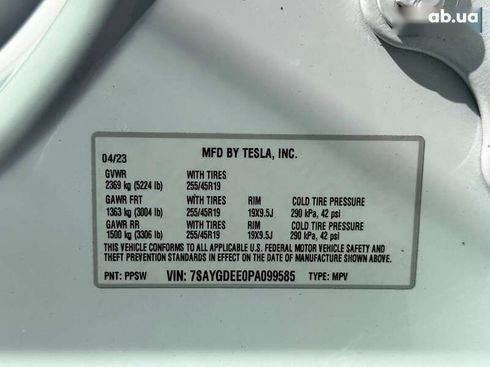 ab.ua
MFD BY TESLA, INC.
04/23
GVWR WITH TIRES
2369 kg (5224 lb) 255/45R19
GAWR FRT WITH TIRES RIM COLD TIRE PRESSURE
1363 kg (3004 lb) 255/45R19 19X9.5J 290 kPa, 42 psi
GAWR RR WITH TIRES RIM COLD TIRE PRESSURE
1500 kg (3306 lb) 255/45R19 19X9.5J 290 kPa, 42 psi
THIS VEHICLE CONFORMS TO ALL APPLICABLE U.S. FEDERAL MOTOR VEHICLE SAFETY AND
THEFT PREVENTION STANDARDS IN EFFECT ON THE DATE OF MANUFACTURE SHOWN ABOVE.
PNT: PPSW VIN: 7SAYGDEE0PA099585 TYPE: MPV